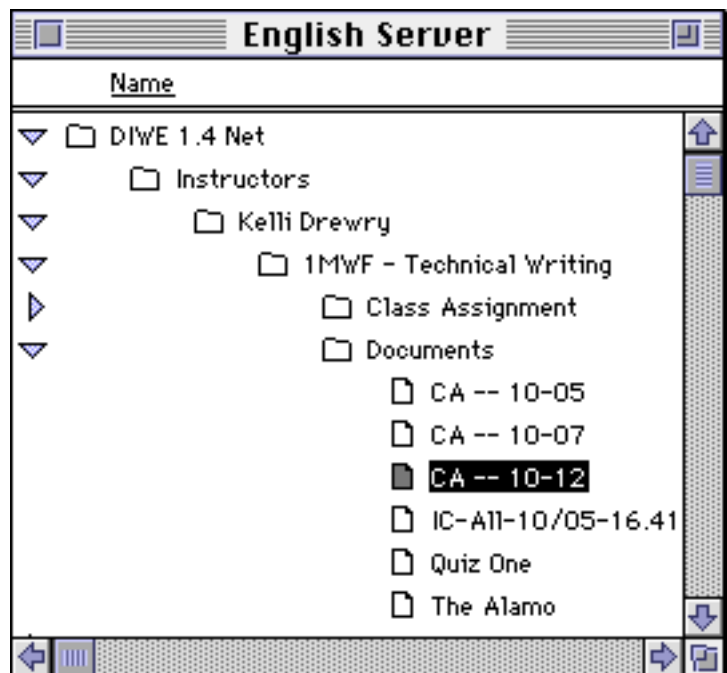 English Server
Name
DIWE 1.4 Net
Instructors
Kelli Drewry
1MWF - Technical Writing
Class Assignment
Documents
CA -- 10-05
CA -- 10-07
CA -- 10-12
IC-All-10/05-16.41
Quiz One
The Alamo